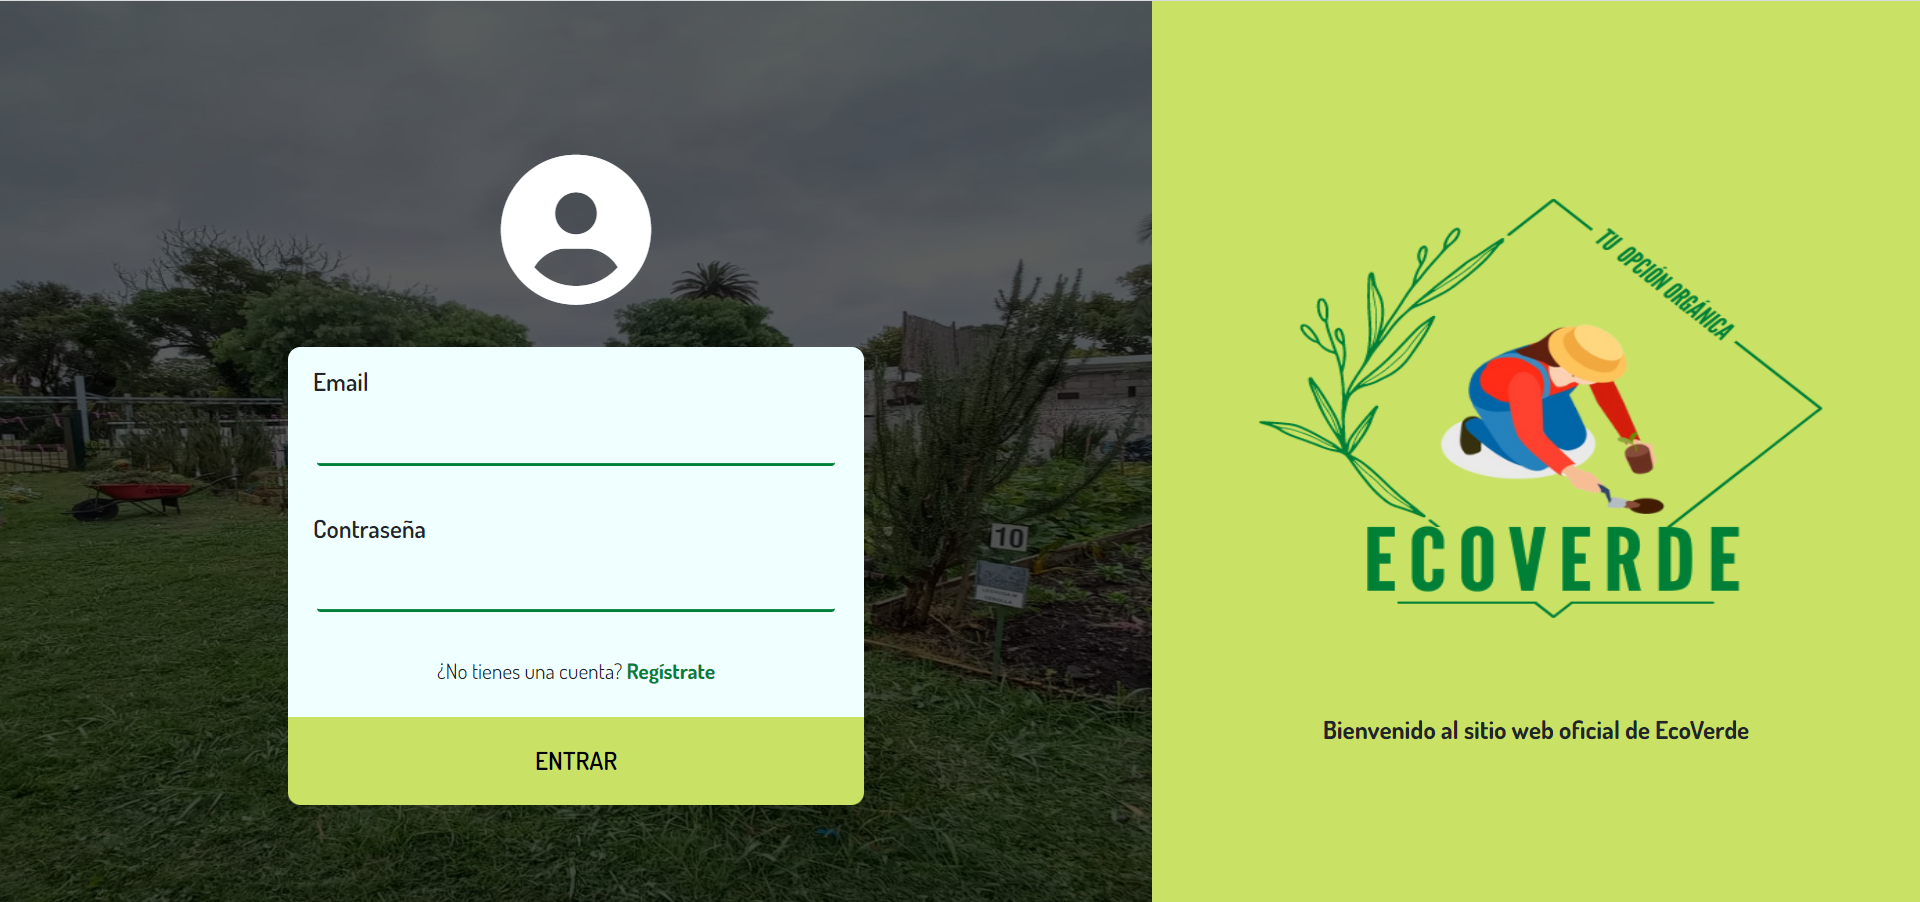 Email
Contraseña
¿No tienes una cuenta? Regístrate
ENTRAR
10
TU OPCIÓN ORGÁNICA
ECOVERDE
Bienvenido al sitio web oficial de EcoVerde